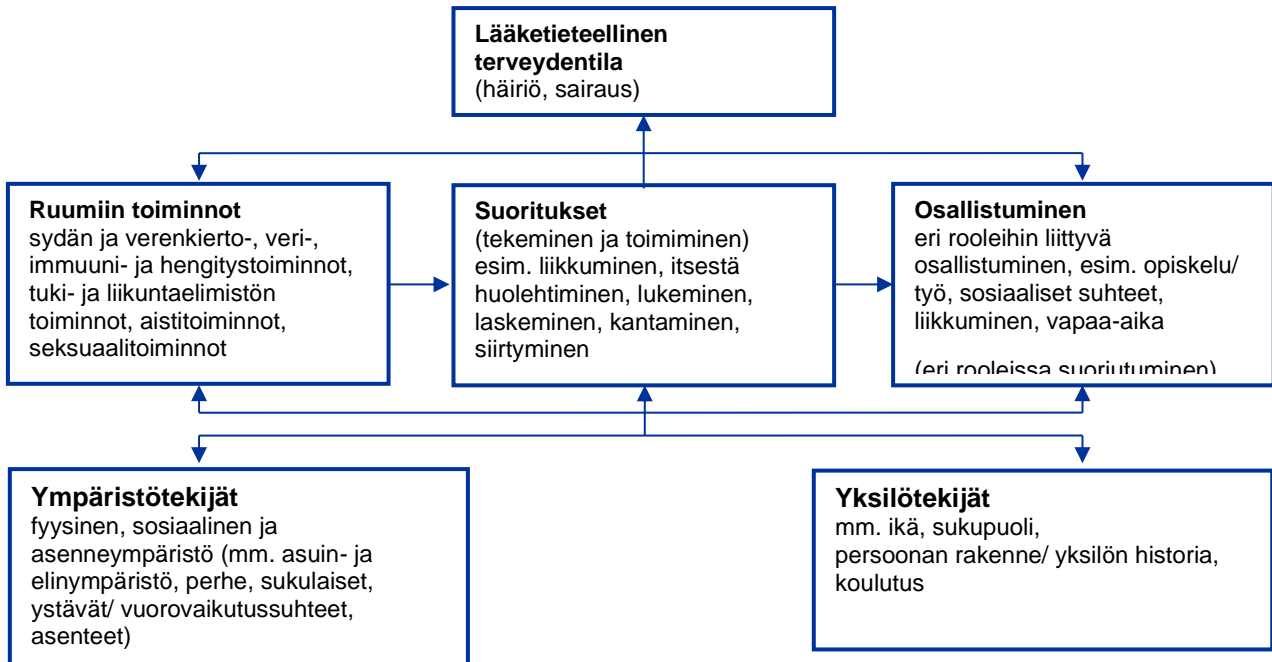 Lääketieteellinen
terveydentila
(häiriö, sairaus)
Ruumiin toiminnot
sydän ja verenkierto-, veri-,
immuuni- ja hengitystoiminnot,
tuki- ja liikuntaelimistön
toiminnot, aistitoiminnot,
seksuaalitoiminnot
Suoritukset
(tekeminen ja toimiminen)
esim. liikkuminen, itsestä
huolehtiminen, lukeminen,
laskeminen, kantaminen,
siirtyminen
Osallistuminen
eri rooleihin liittyvä
osallistuminen, esim. opiskelu/
työ, sosiaaliset suhteet,
liikkuminen, vapaa-aika
(eri rooleissa suoriutuminen)
Ympäristötekijät
fyysinen, sosiaalinen ja
asenneympäristö (mm. asuin- ja
elinympäristö, perhe, sukulaiset,
ystävät/ vuorovaikutussuhteet,
asenteet)
Yksilötekijät
mm. ikä, sukupuoli,
persoonan rakenne/ yksilön historia,
koulutus